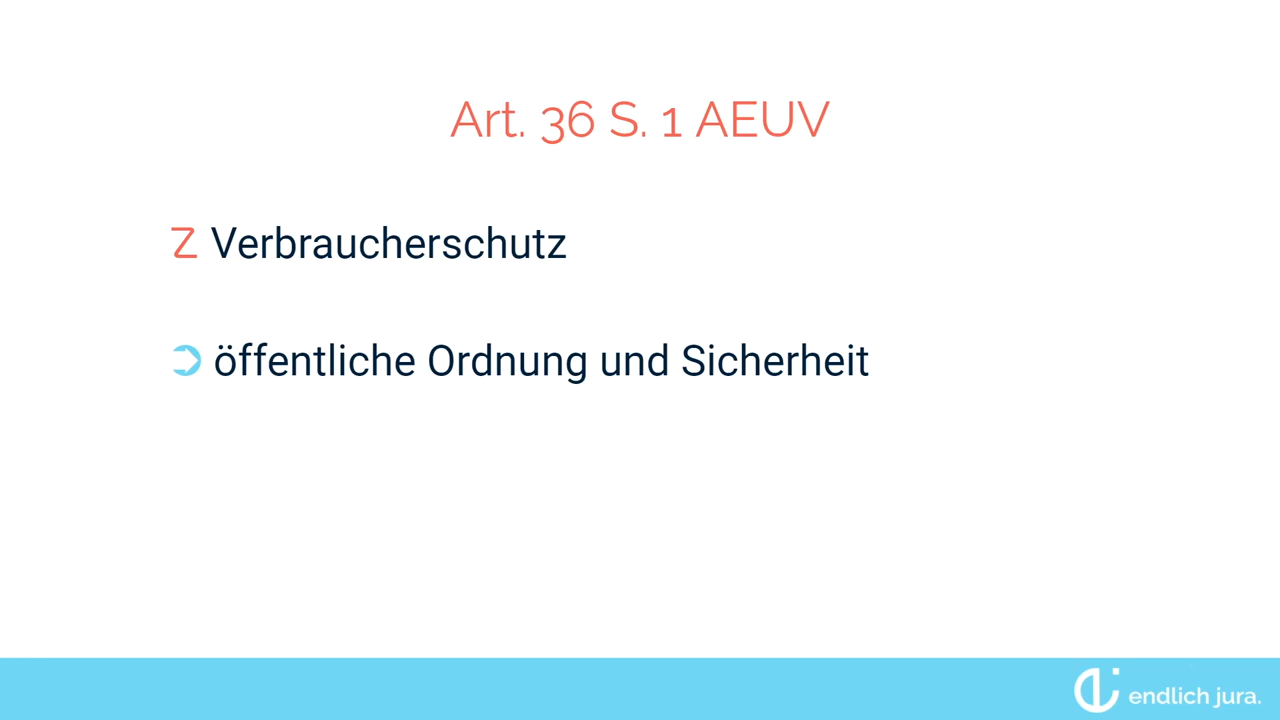 Art. 36 S. 1 AEUV
Z Verbraucherschutz
➲ öffentliche Ordnung und Sicherheit
endlich jura.